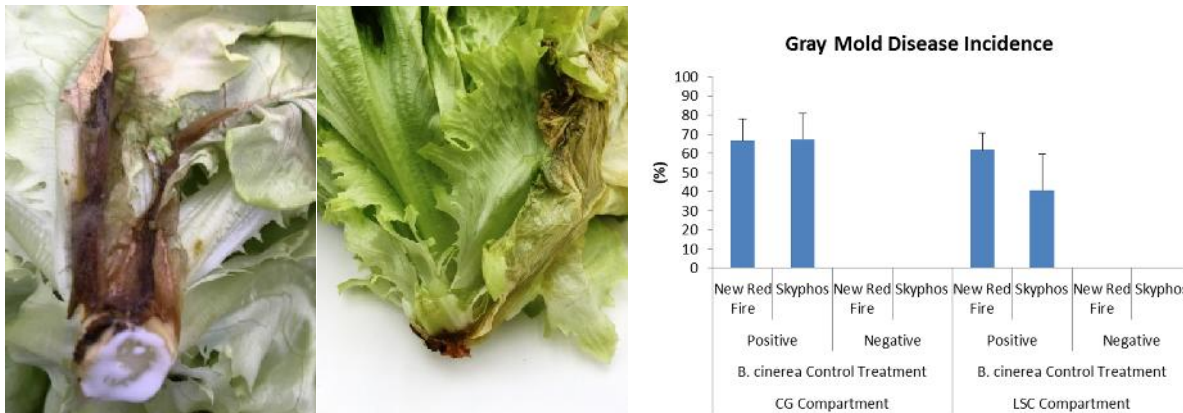 Gray Mold Disease Incidence
100
90
80
70
60
50
40
30
20
10
0
(%)
New Red Fire Skyphos New Red Fire Skyphos New Red Fire Skyphos New Red Fire Skyphos
Positive Negative Positive Negative
B. cinerea Control Treatment B. cinerea Control Treatment
CG Compartment LSC Compartment